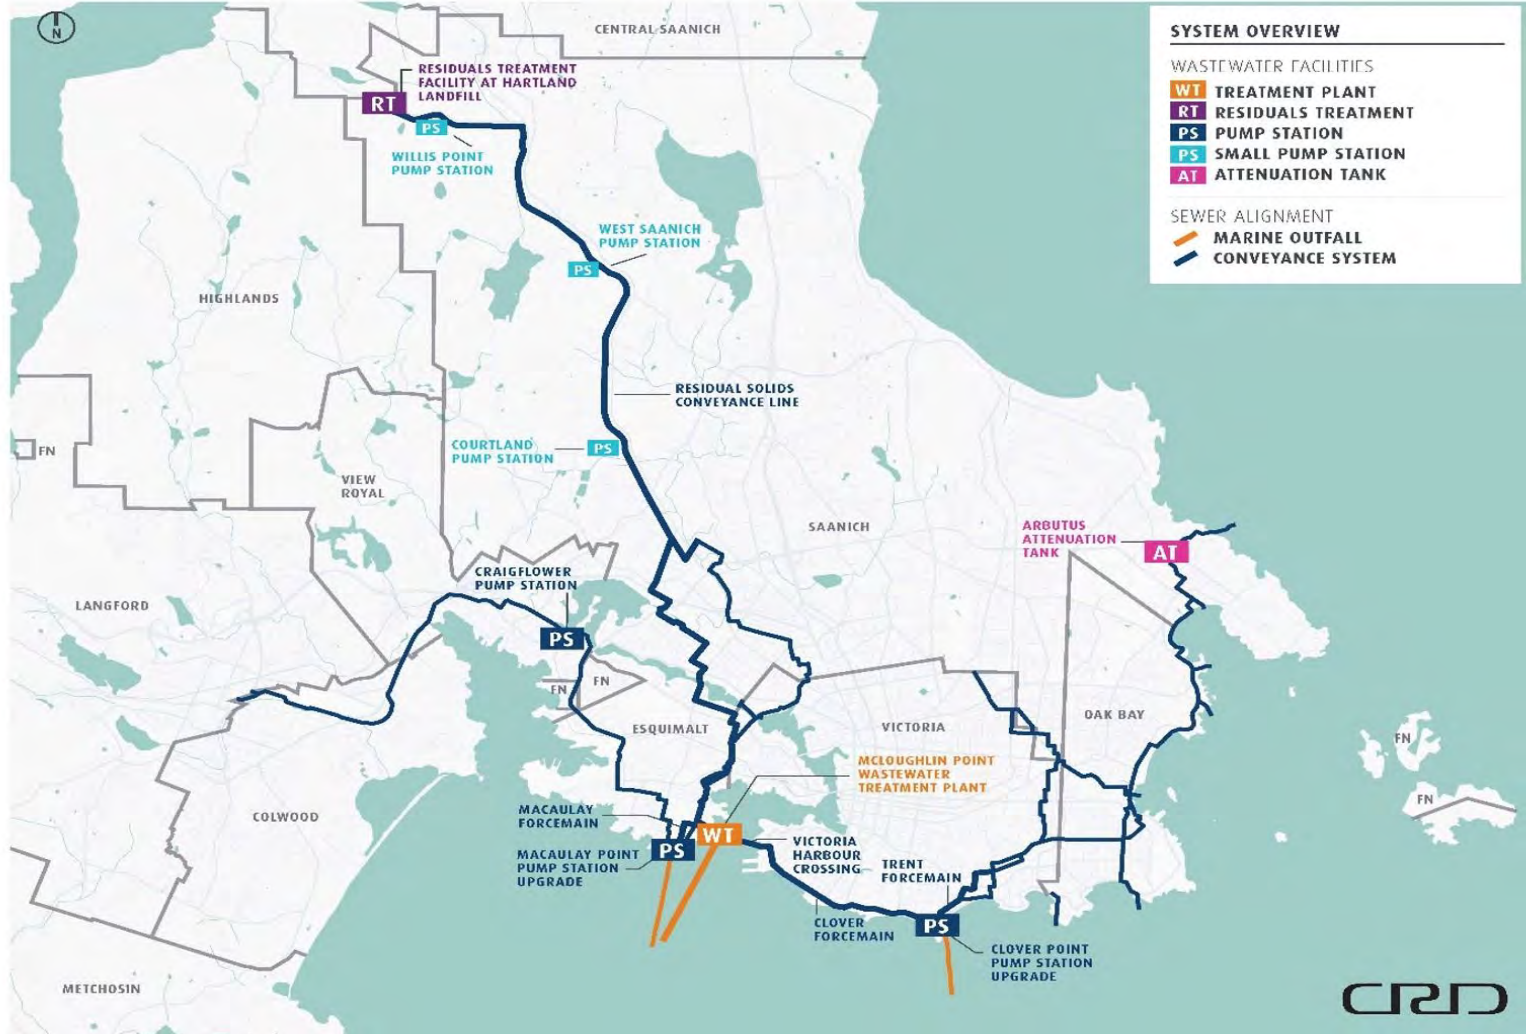 N
CENTRAL SAANICH
SYSTEM OVERVIEW
WASTEWATER FACILITIES
WT TREATMENT PLANT
RT RESIDUALS TREATMENT
PS PUMP STATION
PS SMALL PUMP STATION
AT ATTENUATION TANK
SEWER ALIGNMENT
MARINE OUTFALL
CONVEYANCE SYSTEM
RESIDUALS TREATMENT
FACILITY AT HARTLAND
LANDFILL
RT
PS
WILLIS POINT
PUMP STATION
WEST SAANICH
PUMP STATION
PS
HIGHLANDS
RESIDUAL SOLIDS
CONVEYANCE LINE
COURTLAND
PUMP STATION
PS
FN
VIEW
ROYAL
SAANICH
ARBUTUS
ATTENUATION
TANK
AT
CRAIGFLOWER
PUMP STATION
PS
LANGFORD
FN
FN
ESQUIMALT
VICTORIA
OAK BAY
FN
FN
MCLOUGHLIN POINT
WASTEWATER
TREATMENT PLANT
COLWOOD
MACAULAY
FORCEMAIN
WT
PS
MACAULAY POINT
PUMP STATION
UPGRADE
VICTORIA
HARBOUR
CROSSING
TRENT
FORCEMAIN
CLOVER
FORCEMAIN
PS
CLOVER POINT
PUMP STATION
UPGRADE
METCHOSIN
CRD